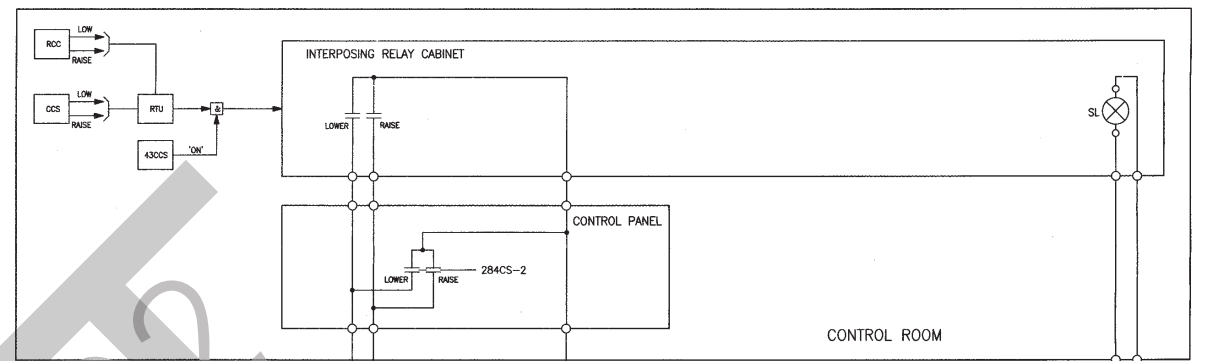 RCC
LOW
RAISE
CCS
LOW
RAISE
RTU
&
43CCS
'ON'
INTERPOSING RELAY CABINET
LOWER
RAISE
SL
CONTROL PANEL
LOWER
RAISE
284CS-2
CONTROL ROOM